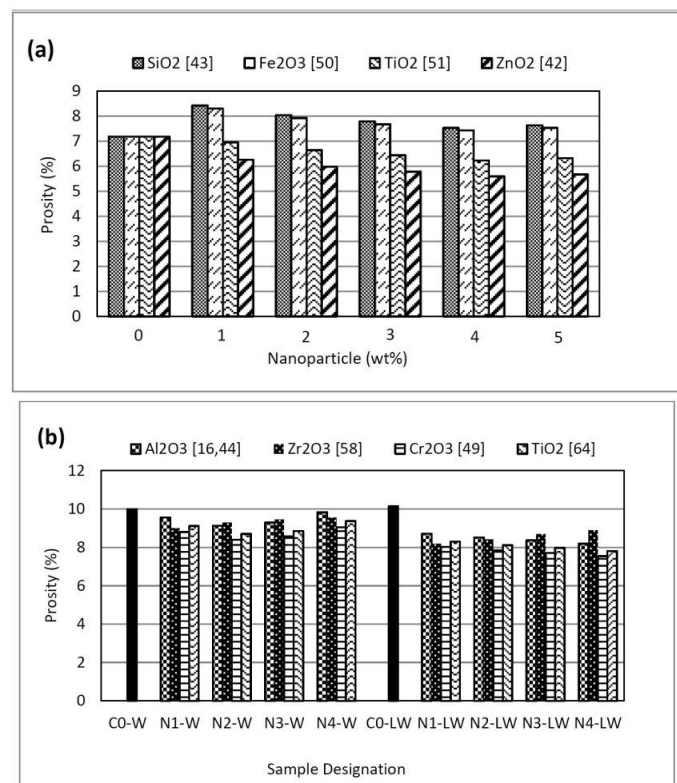 (a)
SiO2 [43] Fe2O3 [50] TiO2 [51] ZnO2 [42]
9
8
7
6
5
4
3
2
1
0
Prosity (%)
0 1 2 3 4 5
Nanoparticle (wt%)
(b)
Al2O3 [16,44] Zr2O3 [58] Cr2O3 [49] TiO2 [64]
12
10
8
6
4
2
0
Prosity (%)
C0-W N1-W N2-W N3-W N4-W C0-LW N1-LW N2-LW N3-LW N4-LW
Sample Designation